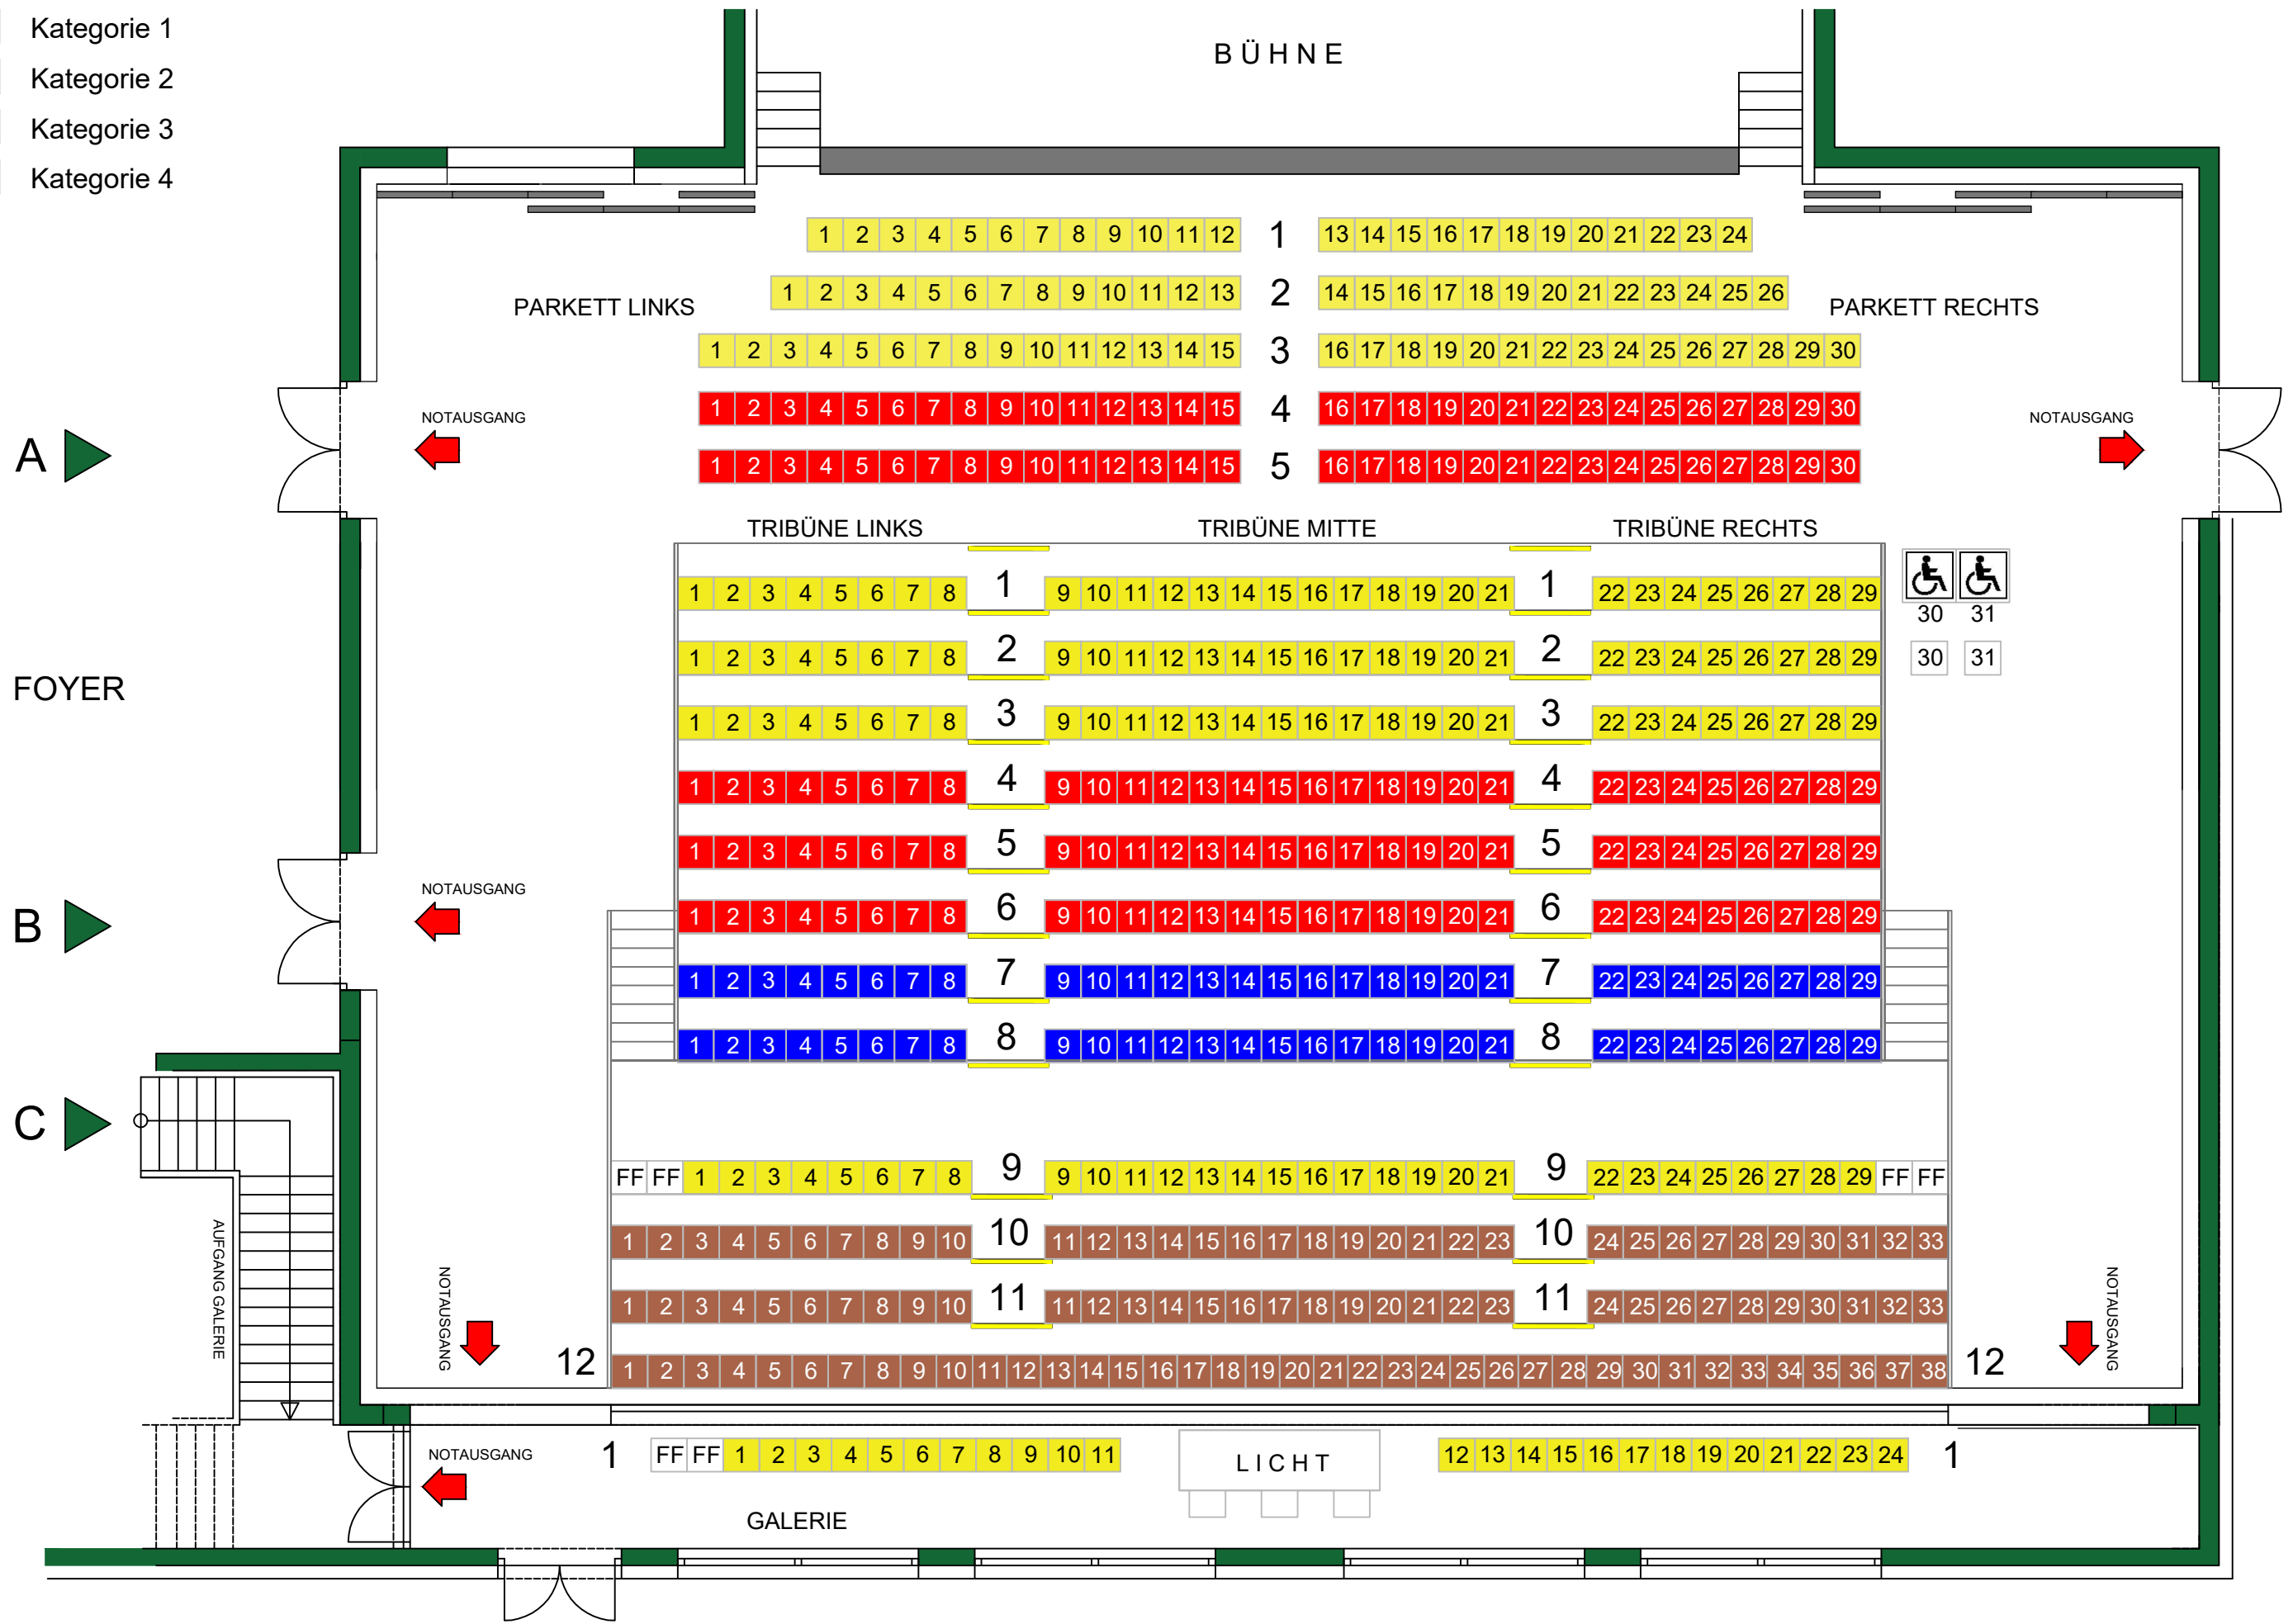 Kategorie 1
Kategorie 2
Kategorie 3
Kategorie 4
BÜHNE
1 2 3 4 5 6 7 8 9 10 11 12 1 13 14 15 16 17 18 19 20 21 22 23 24
1 2 3 4 5 6 7 8 9 10 11 12 13 2 14 15 16 17 18 19 20 21 22 23 24 25 26
PARKETT LINKS
PARKETT RECHTS
1 2 3 4 5 6 7 8 9 10 11 12 13 14 15 3 16 17 18 19 20 21 22 23 24 25 26 27 28 29 30
1 2 3 4 5 6 7 8 9 10 11 12 13 14 15 4 16 17 18 19 20 21 22 23 24 25 26 27 28 29 30
NOTAUSGANG
NOTAUSGANG
A
1 2 3 4 5 6 7 8 9 10 11 12 13 14 15 5 16 17 18 19 20 21 22 23 24 25 26 27 28 29 30
TRIBÜNE LINKS
TRIBÜNE MITTE
TRIBÜNE RECHTS
1 2 3 4 5 6 7 8 1 9 10 11 12 13 14 15 16 17 18 19 20 21 1 22 23 24 25 26 27 28 29
30 31
1 2 3 4 5 6 7 8 2 9 10 11 12 13 14 15 16 17 18 19 20 21 2 22 23 24 25 26 27 28 29
30 31
FOYER
1 2 3 4 5 6 7 8 3 9 10 11 12 13 14 15 16 17 18 19 20 21 3 22 23 24 25 26 27 28 29
1 2 3 4 5 6 7 8 4 9 10 11 12 13 14 15 16 17 18 19 20 21 4 22 23 24 25 26 27 28 29
1 2 3 4 5 6 7 8 5 9 10 11 12 13 14 15 16 17 18 19 20 21 5 22 23 24 25 26 27 28 29
NOTAUSGANG
B
1 2 3 4 5 6 7 8 6 9 10 11 12 13 14 15 16 17 18 19 20 21 6 22 23 24 25 26 27 28 29
1 2 3 4 5 6 7 8 7 9 10 11 12 13 14 15 16 17 18 19 20 21 7 22 23 24 25 26 27 28 29
1 2 3 4 5 6 7 8 8 9 10 11 12 13 14 15 16 17 18 19 20 21 8 22 23 24 25 26 27 28 29
C
FF FF 1 2 3 4 5 6 7 8 9 9 10 11 12 13 14 15 16 17 18 19 20 21 9 22 23 24 25 26 27 28 29 FF FF
1 2 3 4 5 6 7 8 9 10 10 11 12 13 14 15 16 17 18 19 20 21 22 23 10 24 25 26 27 28 29 30 31 32 33
AUFGANG GALERIE
1 2 3 4 5 6 7 8 9 10 11 11 12 13 14 15 16 17 18 19 20 21 22 23 11 24 25 26 27 28 29 30 31 32 33
NOTAUSGANG
NOTAUSGANG
12 1 2 3 4 5 6 7 8 9 10 11 12 13 14 15 16 17 18 19 20 21 22 23 24 25 26 27 28 29 30 31 32 33 34 35 36 37 38 12
NOTAUSGANG
1 FF FF 1 2 3 4 5 6 7 8 9 10 11
LICHT
12 13 14 15 16 17 18 19 20 21 22 23 24 1
GALERIE